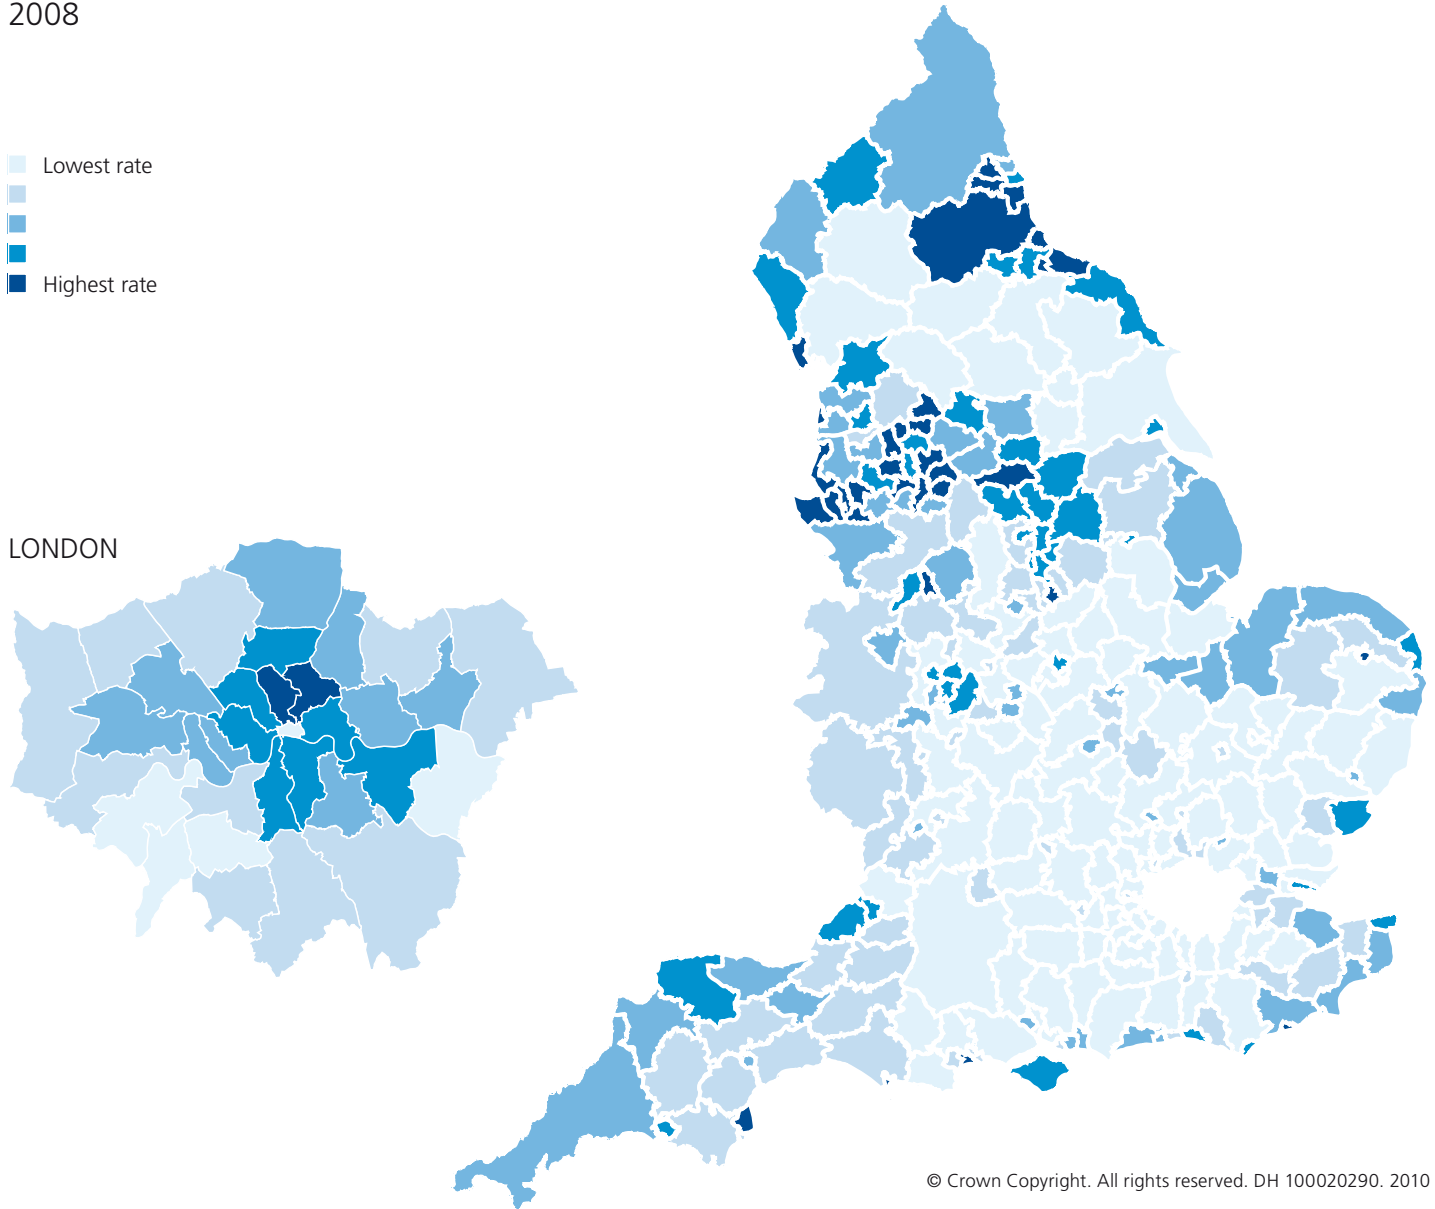 2008
Lowest rate
Highest rate
LONDON
© Crown Copyright. All rights reserved. DH 100020290. 2010